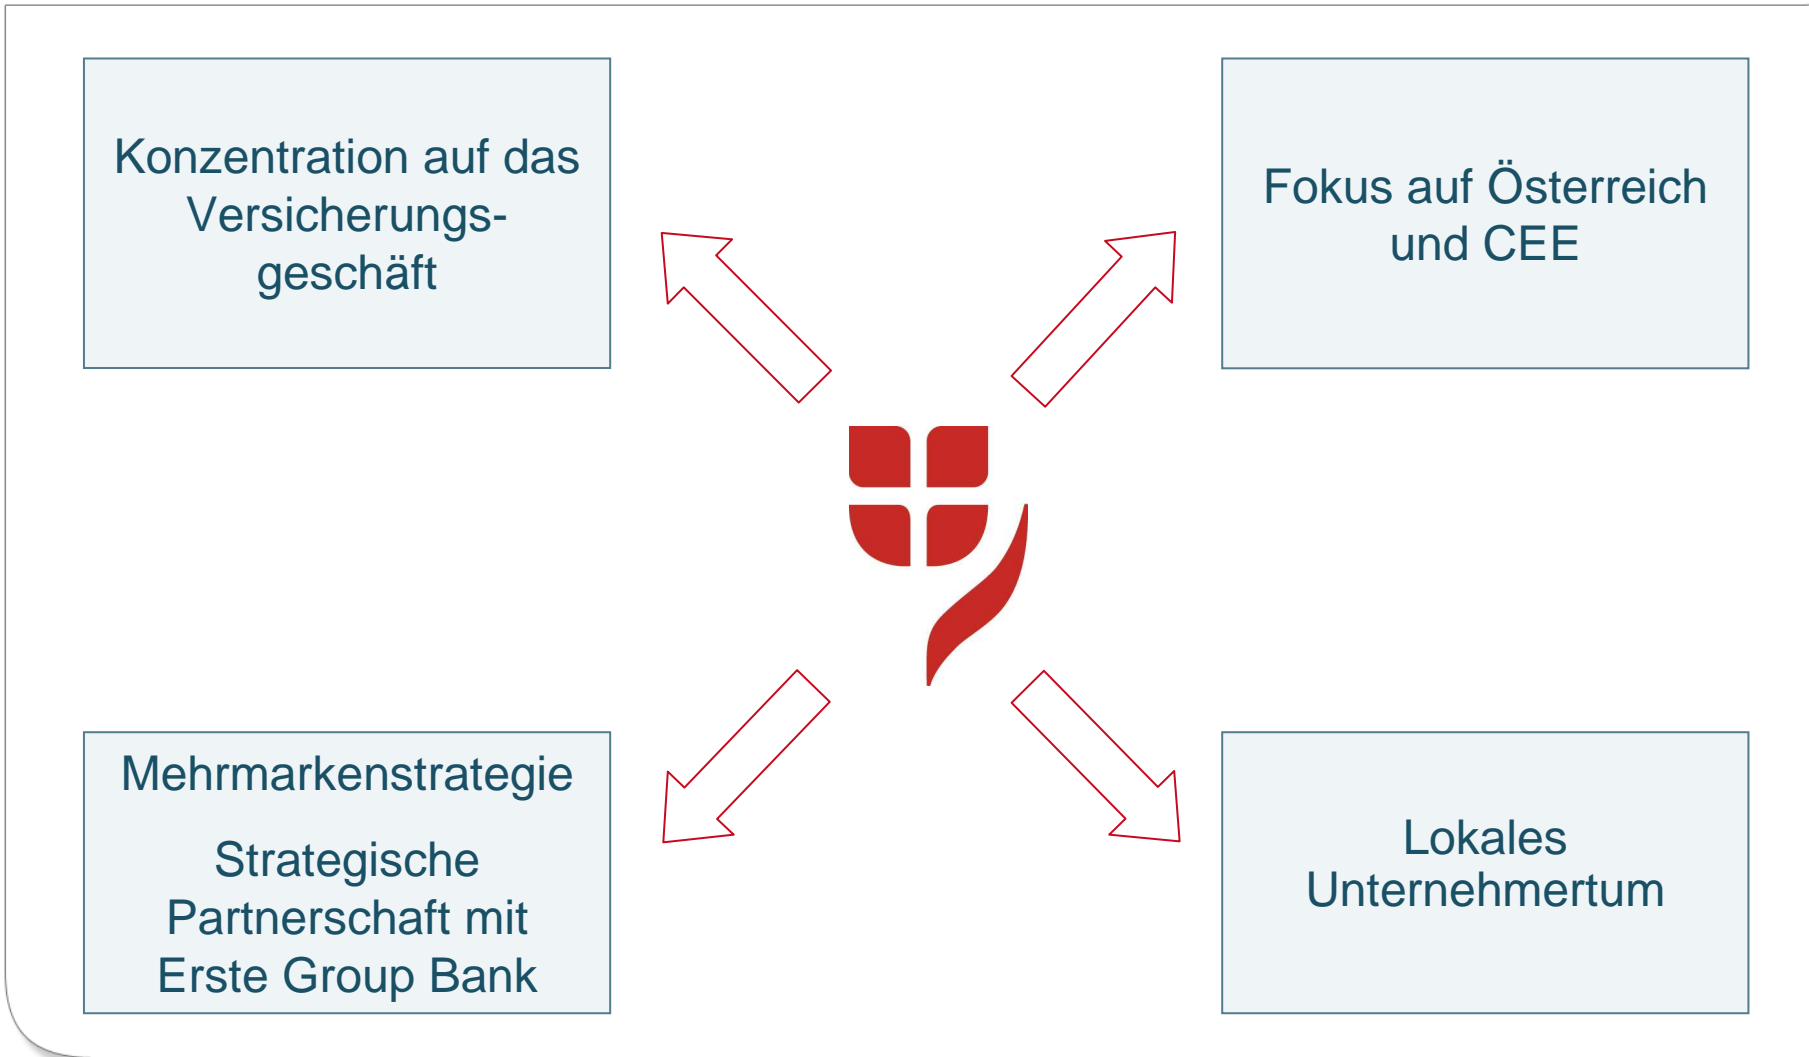 Konzentration auf das
Versicherungs-
geschäft
Fokus auf Österreich
und CEE
Mehrmarkenstrategie
Strategische
Partnerschaft mit
Erste Group Bank
Lokales
Unternehmertum